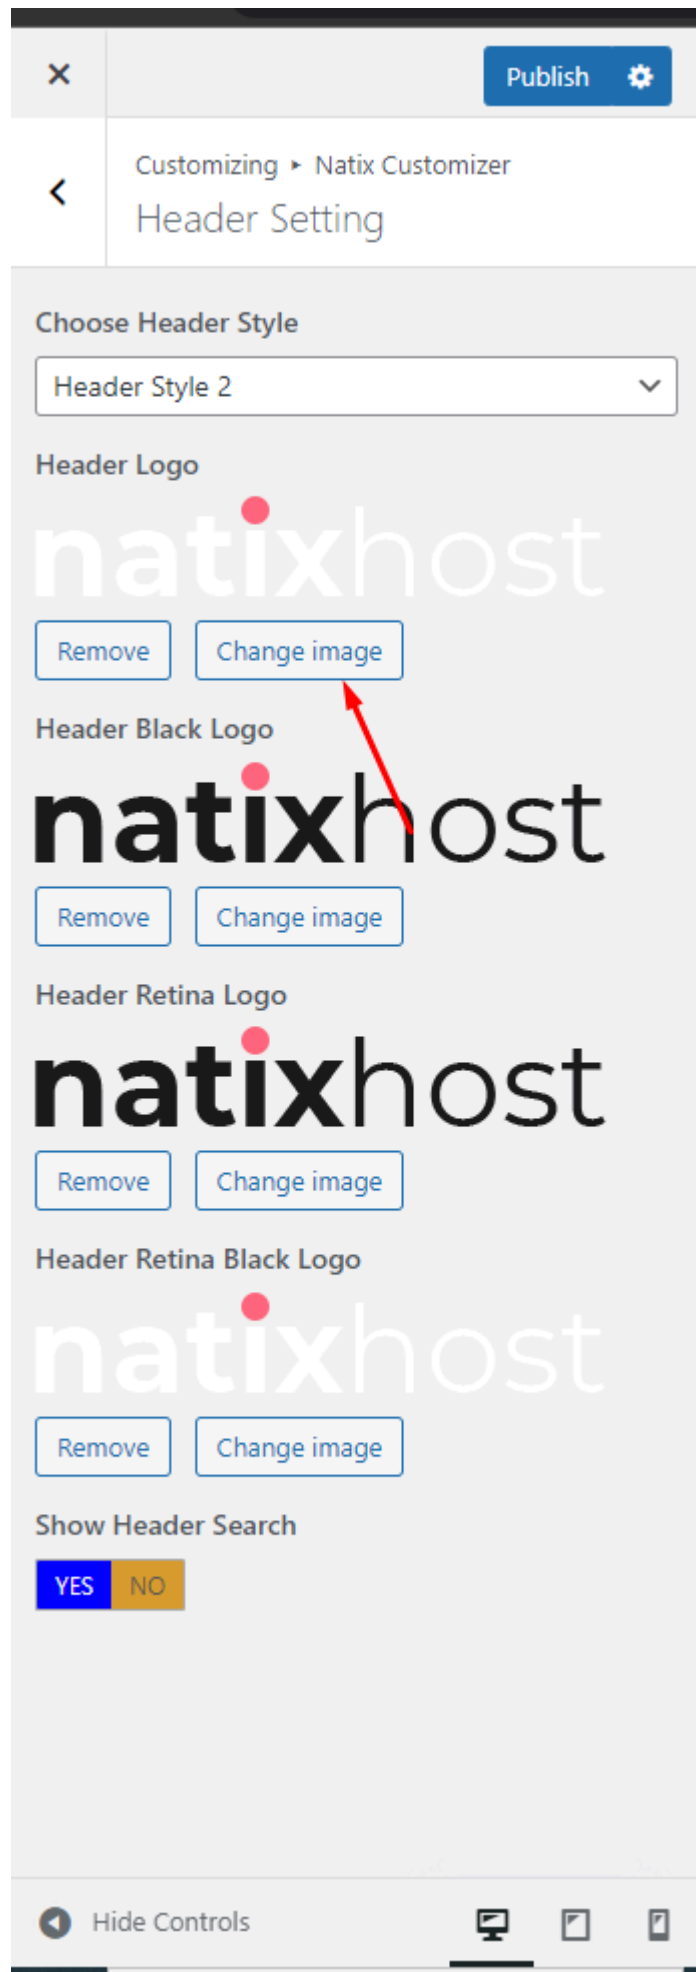 Publish
Customizing ▸ Natix Customizer
Header Setting
Choose Header Style
Header Style 2
Header Logo
natixhost
Remove Change image
Header Black Logo
natixhost
Remove Change image
Header Retina Logo
natixhost
Remove Change image
Header Retina Black Logo
natixhost
Remove Change image
Show Header Search
YES NO
Hide Controls